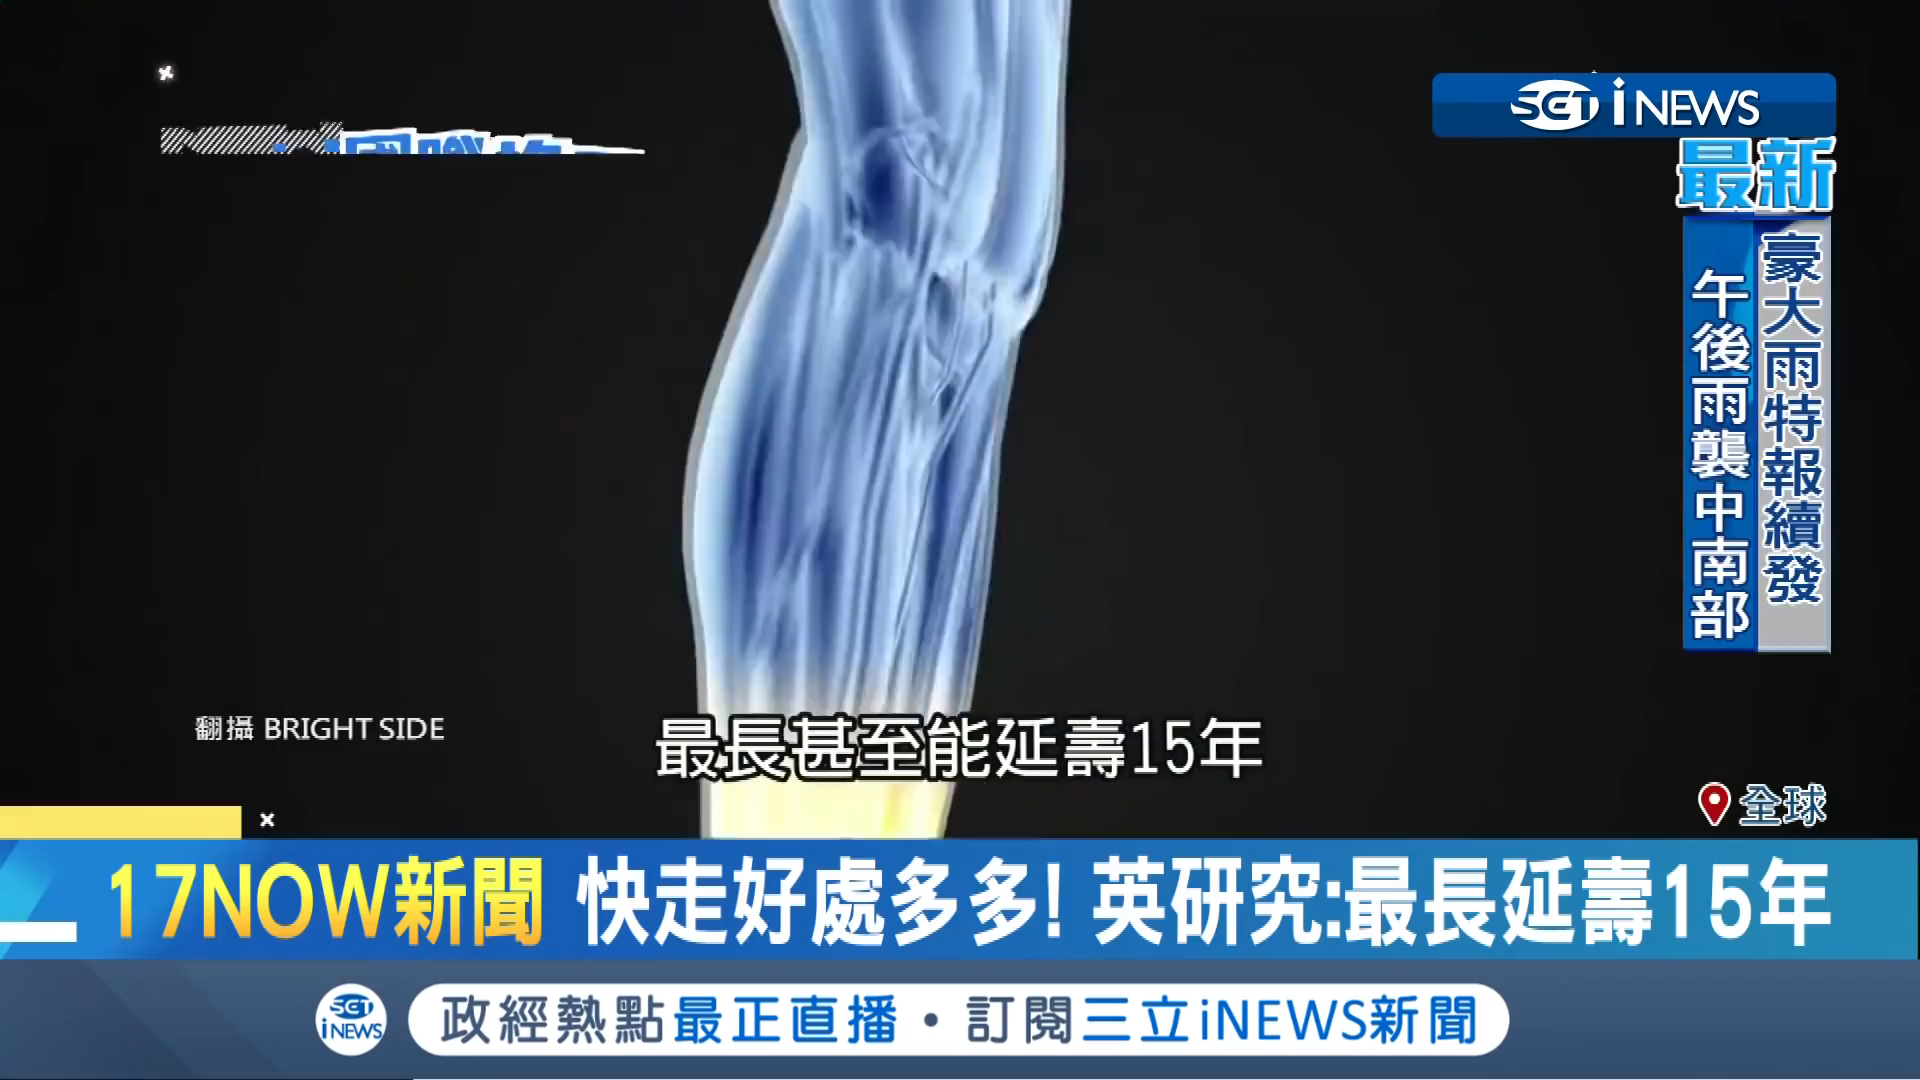 SET iNEWS
最新
豪大雨特報續發
午後雨襲中南部
翻攝 BRIGHT SIDE
最長甚至能延壽15年
全球
17NOW新聞 快走好處多多! 英研究:最長延壽15年
SET iNEWS
政經熱點最正直播・訂閱三立iNEWS新聞